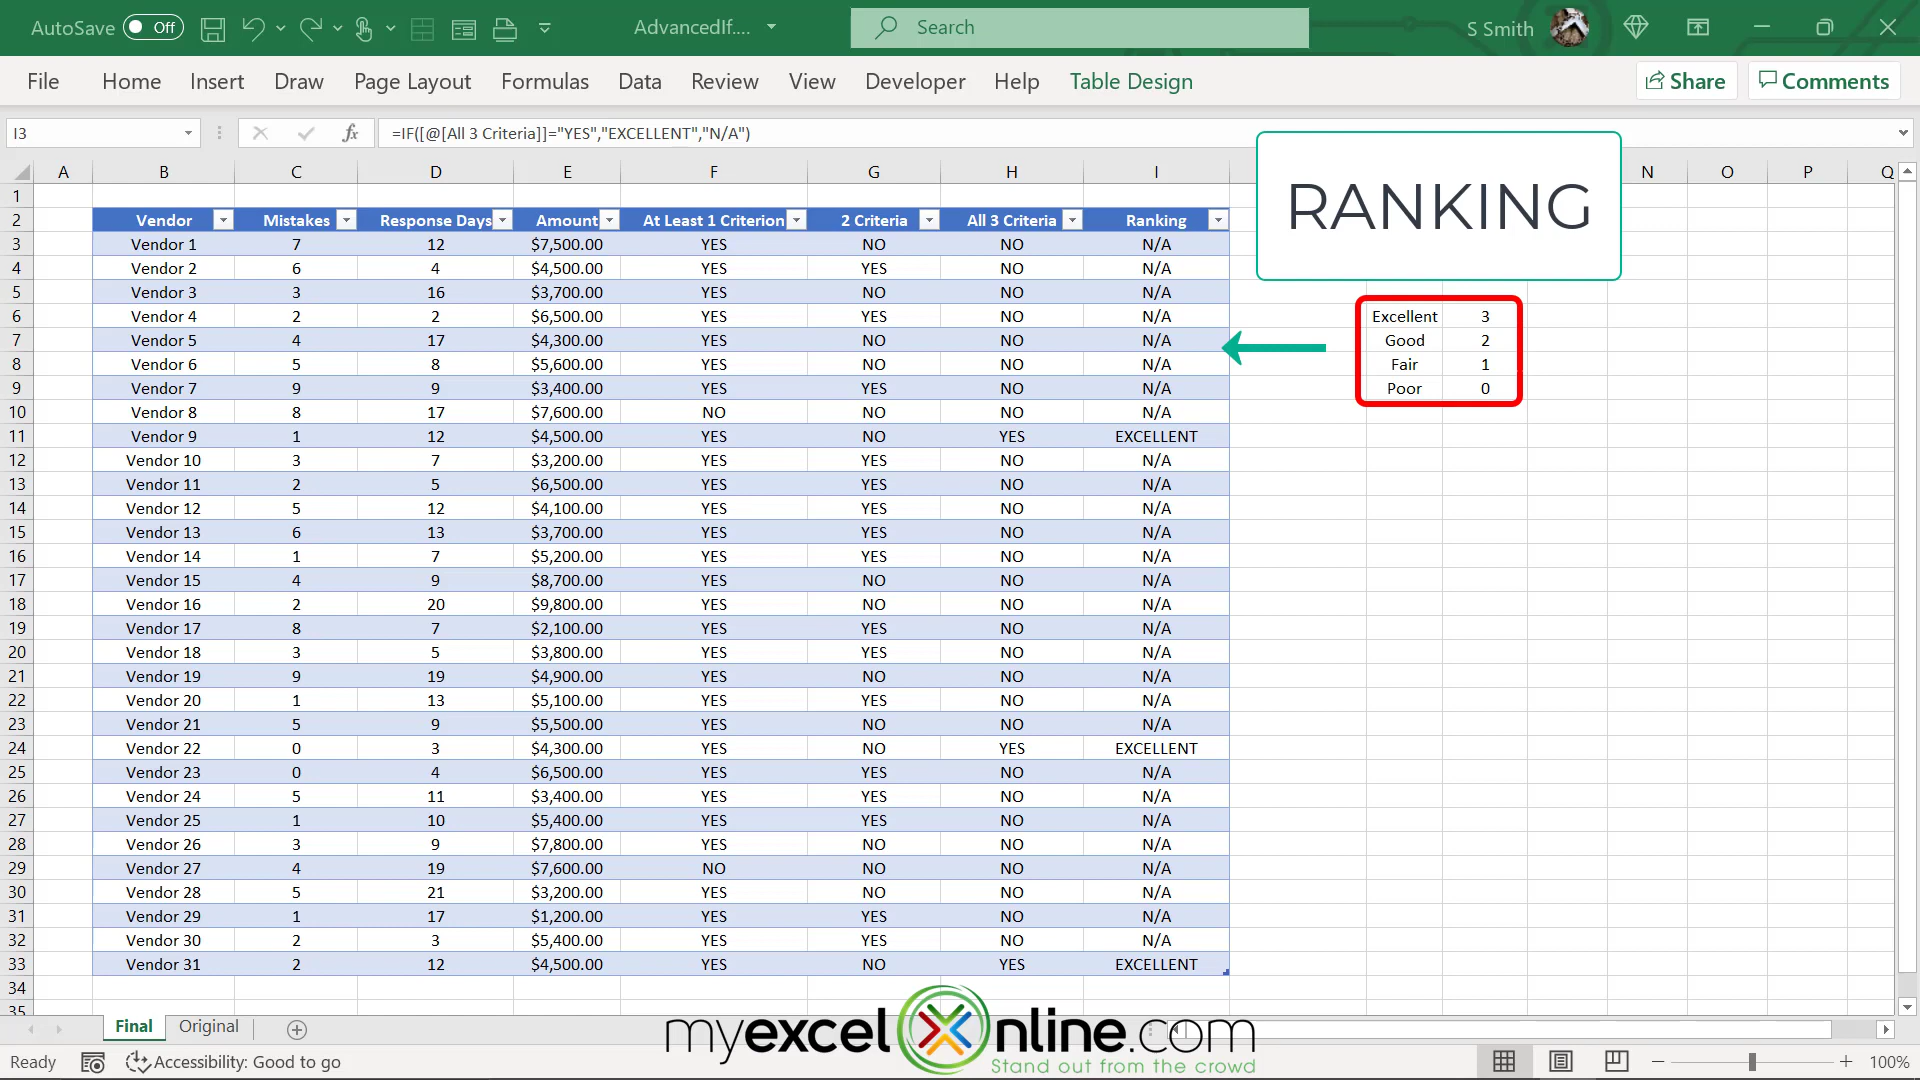 AutoSave Off AdvancedIf.... Search S Smith
File Home Insert Draw Page Layout Formulas Data Review View Developer Help Table Design Share Comments
I3 fx =IF([@[All 3 Criteria]]="YES","EXCELLENT","N/A")
A B C D E F G H I N O P Q
RANKING
1
2 Vendor Mistakes Response Days Amount At Least 1 Criterion 2 Criteria All 3 Criteria Ranking
3 Vendor 1 7 12 $7,500.00 YES NO NO N/A
4 Vendor 2 6 4 $4,500.00 YES YES NO N/A
5 Vendor 3 3 16 $3,700.00 YES NO NO N/A
6 Vendor 4 2 2 $6,500.00 YES YES NO N/A Excellent 3
7 Vendor 5 4 17 $4,300.00 YES NO NO N/A Good 2
8 Vendor 6 5 8 $5,600.00 YES NO NO N/A Fair 1
9 Vendor 7 9 9 $3,400.00 YES YES NO N/A Poor 0
10 Vendor 8 8 17 $7,600.00 NO NO NO N/A
11 Vendor 9 1 12 $4,500.00 YES NO YES EXCELLENT
12 Vendor 10 3 7 $3,200.00 YES YES NO N/A
13 Vendor 11 2 5 $6,500.00 YES YES NO N/A
14 Vendor 12 5 12 $4,100.00 YES YES NO N/A
15 Vendor 13 6 13 $3,700.00 YES YES NO N/A
16 Vendor 14 1 7 $5,200.00 YES YES NO N/A
17 Vendor 15 4 9 $8,700.00 YES NO NO N/A
18 Vendor 16 2 20 $9,800.00 YES NO NO N/A
19 Vendor 17 8 7 $2,100.00 YES YES NO N/A
20 Vendor 18 3 5 $3,800.00 YES YES NO N/A
21 Vendor 19 9 19 $4,900.00 YES NO NO N/A
22 Vendor 20 1 13 $5,100.00 YES YES NO N/A
23 Vendor 21 5 9 $5,500.00 YES NO NO N/A
24 Vendor 22 0 3 $4,300.00 YES NO YES EXCELLENT
25 Vendor 23 0 4 $6,500.00 YES YES NO N/A
26 Vendor 24 5 11 $3,400.00 YES YES NO N/A
27 Vendor 25 1 10 $5,400.00 YES YES NO N/A
28 Vendor 26 3 9 $7,800.00 YES NO NO N/A
29 Vendor 27 4 19 $7,600.00 NO NO NO N/A
30 Vendor 28 5 21 $3,200.00 YES NO NO N/A
31 Vendor 29 1 17 $1,200.00 YES YES NO N/A
32 Vendor 30 2 3 $5,400.00 YES YES NO N/A
33 Vendor 31 2 12 $4,500.00 YES NO YES EXCELLENT
34
35
Final Original
myexcelonline.com
Stand out from the crowd
Ready Accessibility: Good to go 100%